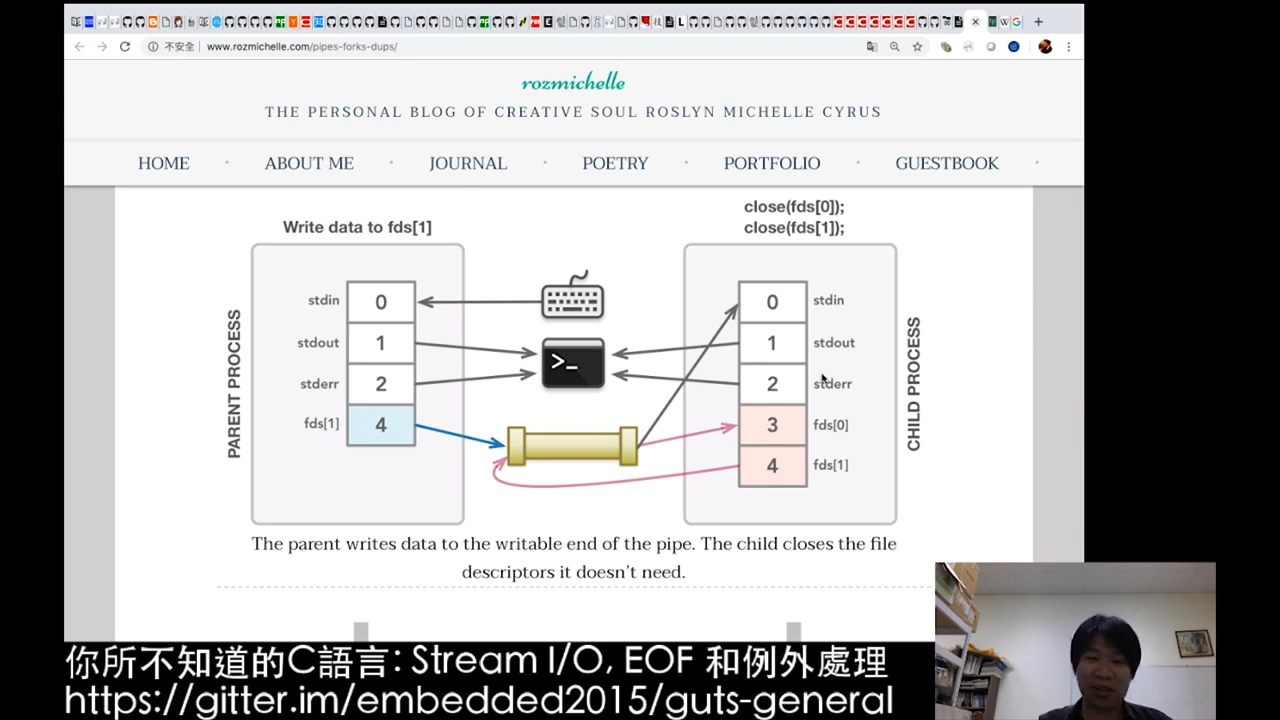 不安全 | www.rozmichelle.com/pipes-forks-dups/
rozmichelle
THE PERSONAL BLOG OF CREATIVE SOUL ROSLYN MICHELLE CYRUS
HOME · ABOUT ME · JOURNAL · POETRY · PORTFOLIO · GUESTBOOK ·
Write data to fds[1]
close(fds[0]);
close(fds[1]);
PARENT PROCESS
stdin 0
stdout 1
stderr 2
fds[1] 4
>_
0 stdin
1 stdout
2 stderr
3 fds[0]
4 fds[1]
CHILD PROCESS
The parent writes data to the writable end of the pipe. The child closes the file
descriptors it doesn't need.
你所不知道的C語言: Stream I/O, EOF 和例外處理
https://gitter.im/embedded2015/guts-general